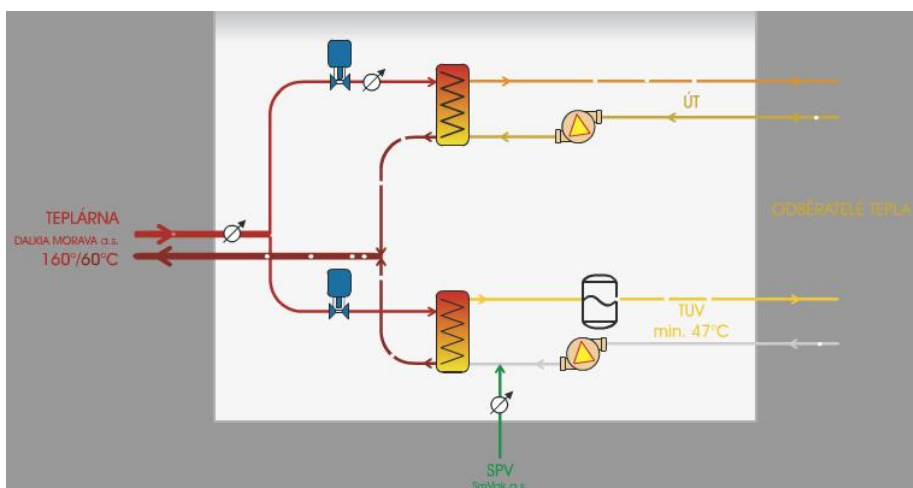 ÚT
TEPLÁRNA
DALKIA MORAVA a.s.
160°/60°C
ODBĚRATELÉ TEPLA
TUV
min. 47°C
SPV
SmVak a.s.